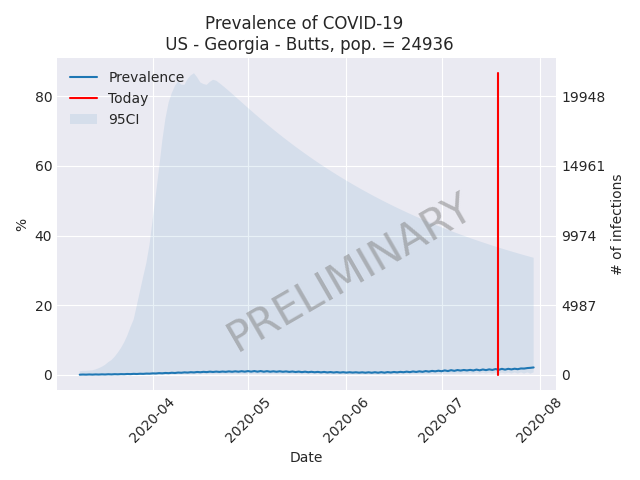 Prevalence of COVID-19
US - Georgia - Butts, pop. = 24936
Prevalence
Today
95CI
80
60
40
20
0
%
19948
14961
9974
4987
0
# of infections
PRELIMINARY
2020-04
2020-05
2020-06
2020-07
2020-08
Date